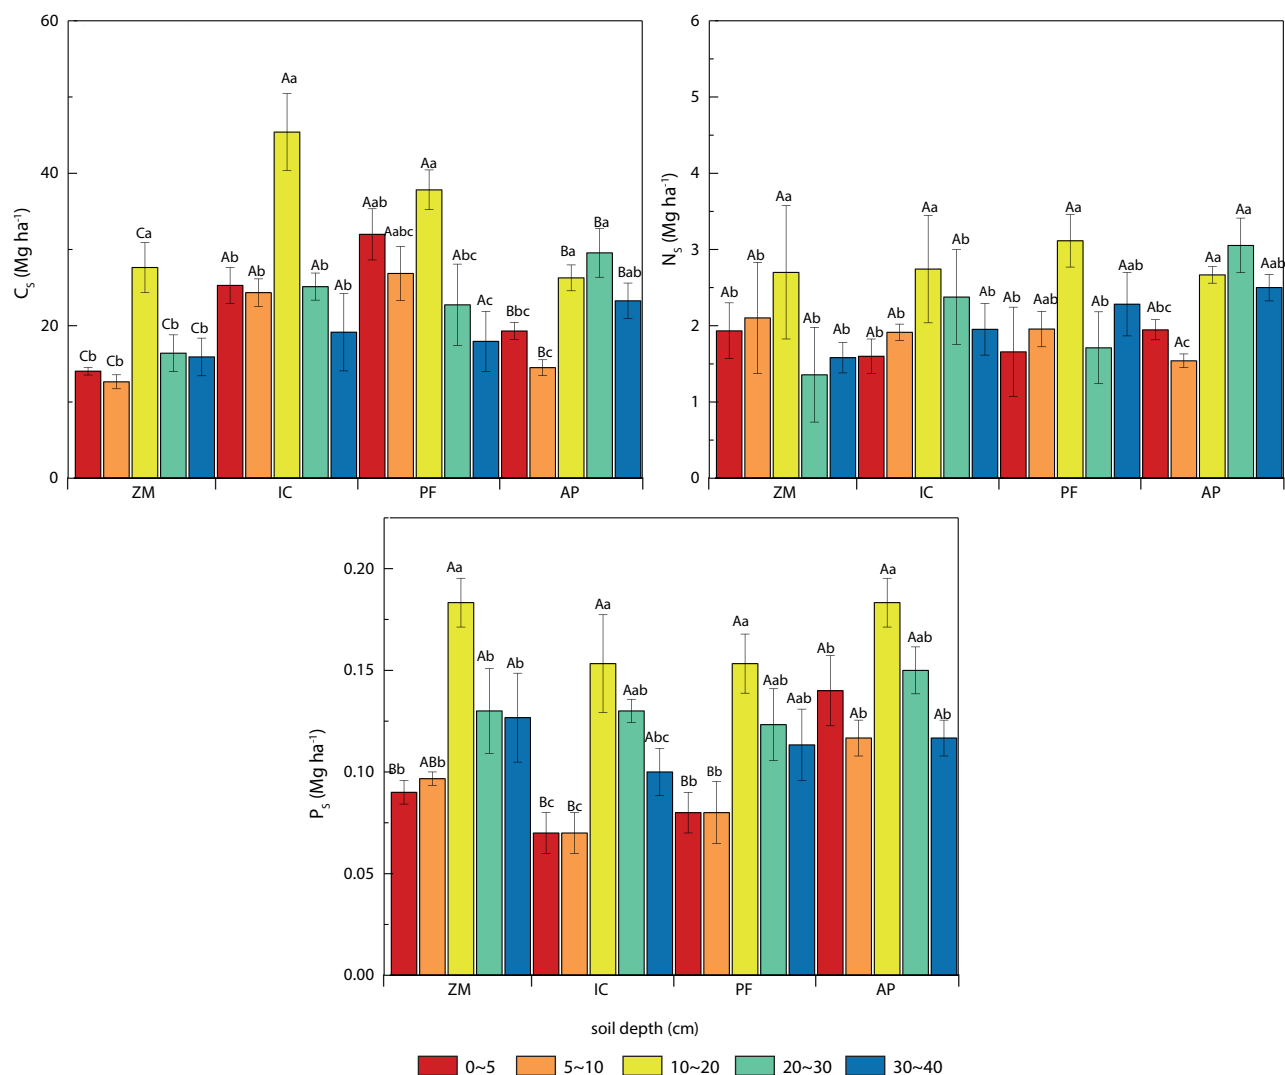 60
40
20
0
C_s (Mg ha⁻¹)
Cb Cb Ca Cb Cb
Ab Ab Aa Ab Ab
Aab Aabc Aa Abc Ac
Bbc Bc Ba Ba Bab
ZM IC PF AP
6
5
4
3
2
1
0
N_s (Mg ha⁻¹)
Ab Ab Aa Ab Ab
Ab Ab Aa Ab Ab
Ab Aab Aa Ab Aab
Abc Ac Aa Aa Aab
ZM IC PF AP
0.20
0.15
0.10
0.05
0.00
P_s (Mg ha⁻¹)
Bb ABb Aa Ab Ab
Bc Bc Aa Aab Abc
Bb Bb Aa Aab Aab
Ab Ab Aa Aab Ab
ZM IC PF AP
soil depth (cm)
0~5 5~10 10~20 20~30 30~40